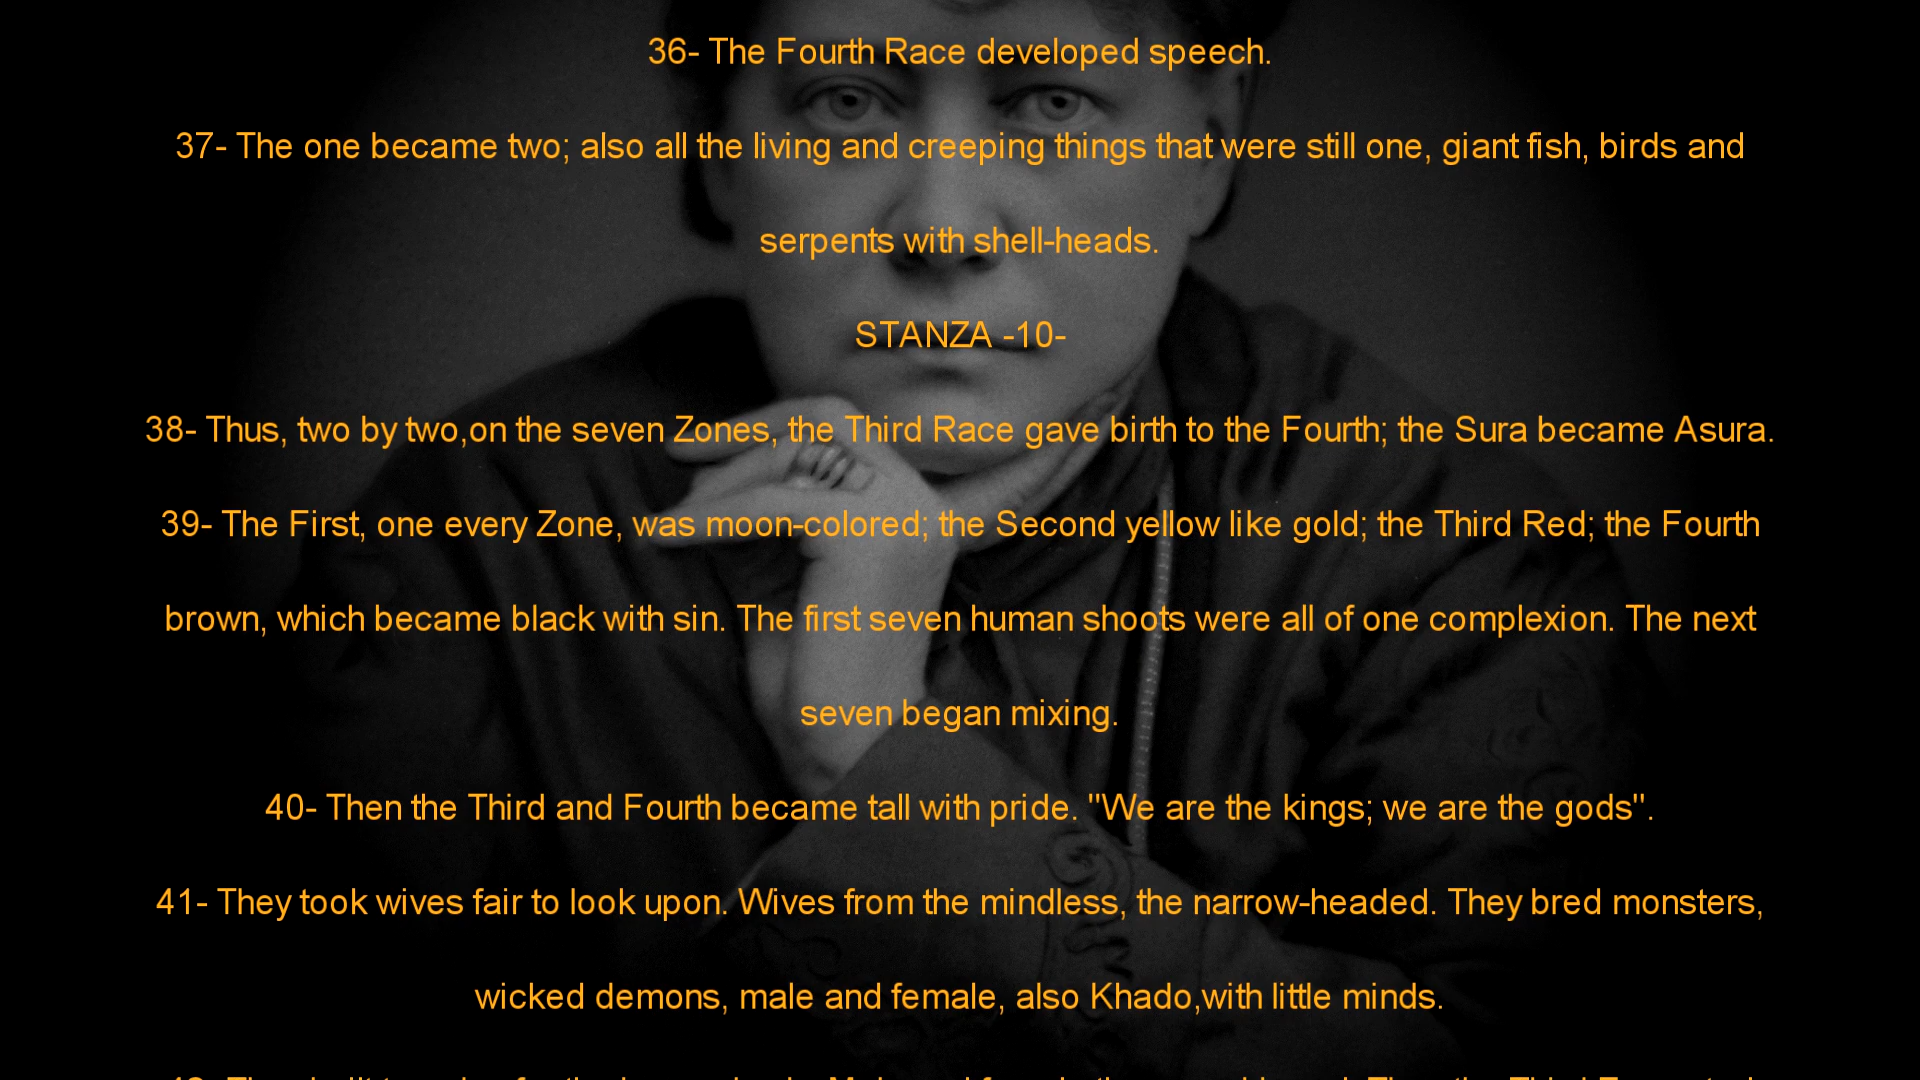 36- The Fourth Race developed speech.
37- The one became two; also all the living and creeping things that were still one, giant fish, birds and
serpents with shell-heads.
STANZA -10-
38- Thus, two by two,on the seven Zones, the Third Race gave birth to the Fourth; the Sura became Asura.
39- The First, one every Zone, was moon-colored; the Second yellow like gold; the Third Red; the Fourth
brown, which became black with sin. The first seven human shoots were all of one complexion. The next
seven began mixing.
40- Then the Third and Fourth became tall with pride. "We are the kings; we are the gods".
41- They took wives fair to look upon. Wives from the mindless, the narrow-headed. They bred monsters,
wicked demons, male and female, also Khado,with little minds.